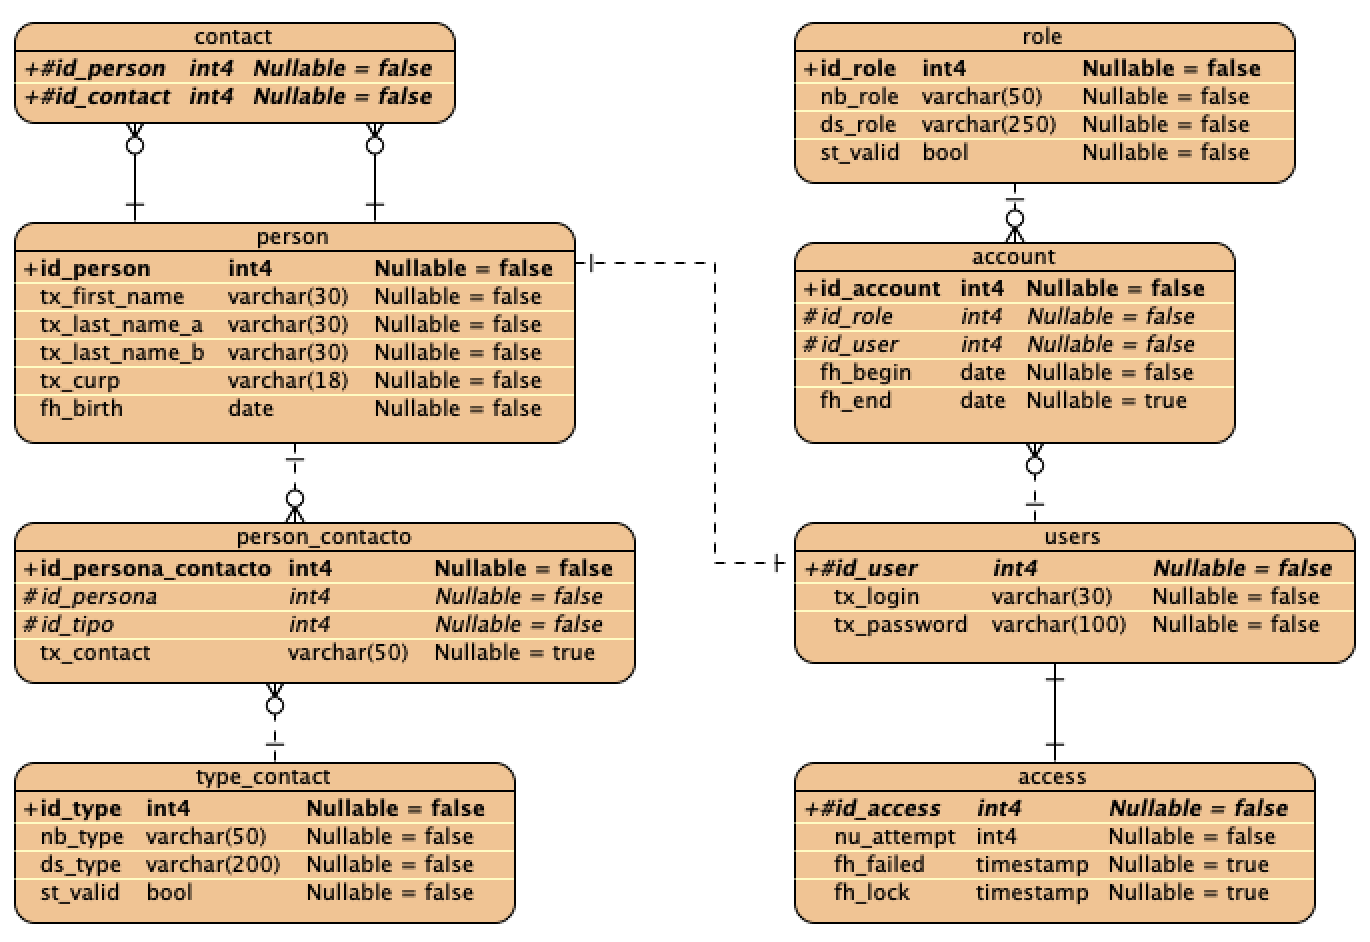 contact
+#id_person int4 Nullable = false
+#id_contact int4 Nullable = false
person
+id_person int4 Nullable = false
tx_first_name varchar(30) Nullable = false
tx_last_name_a varchar(30) Nullable = false
tx_last_name_b varchar(30) Nullable = false
tx_curp varchar(18) Nullable = false
fh_birth date Nullable = false
person_contacto
+id_persona_contacto int4 Nullable = false
#id_persona int4 Nullable = false
#id_tipo int4 Nullable = false
tx_contact varchar(50) Nullable = true
type_contact
+id_type int4 Nullable = false
nb_type varchar(50) Nullable = false
ds_type varchar(200) Nullable = false
st_valid bool Nullable = false
role
+id_role int4 Nullable = false
nb_role varchar(50) Nullable = false
ds_role varchar(250) Nullable = false
st_valid bool Nullable = false
account
+id_account int4 Nullable = false
#id_role int4 Nullable = false
#id_user int4 Nullable = false
fh_begin date Nullable = false
fh_end date Nullable = true
users
+#id_user int4 Nullable = false
tx_login varchar(30) Nullable = false
tx_password varchar(100) Nullable = false
access
+#id_access int4 Nullable = false
nu_attempt int4 Nullable = false
fh_failed timestamp Nullable = true
fh_lock timestamp Nullable = true